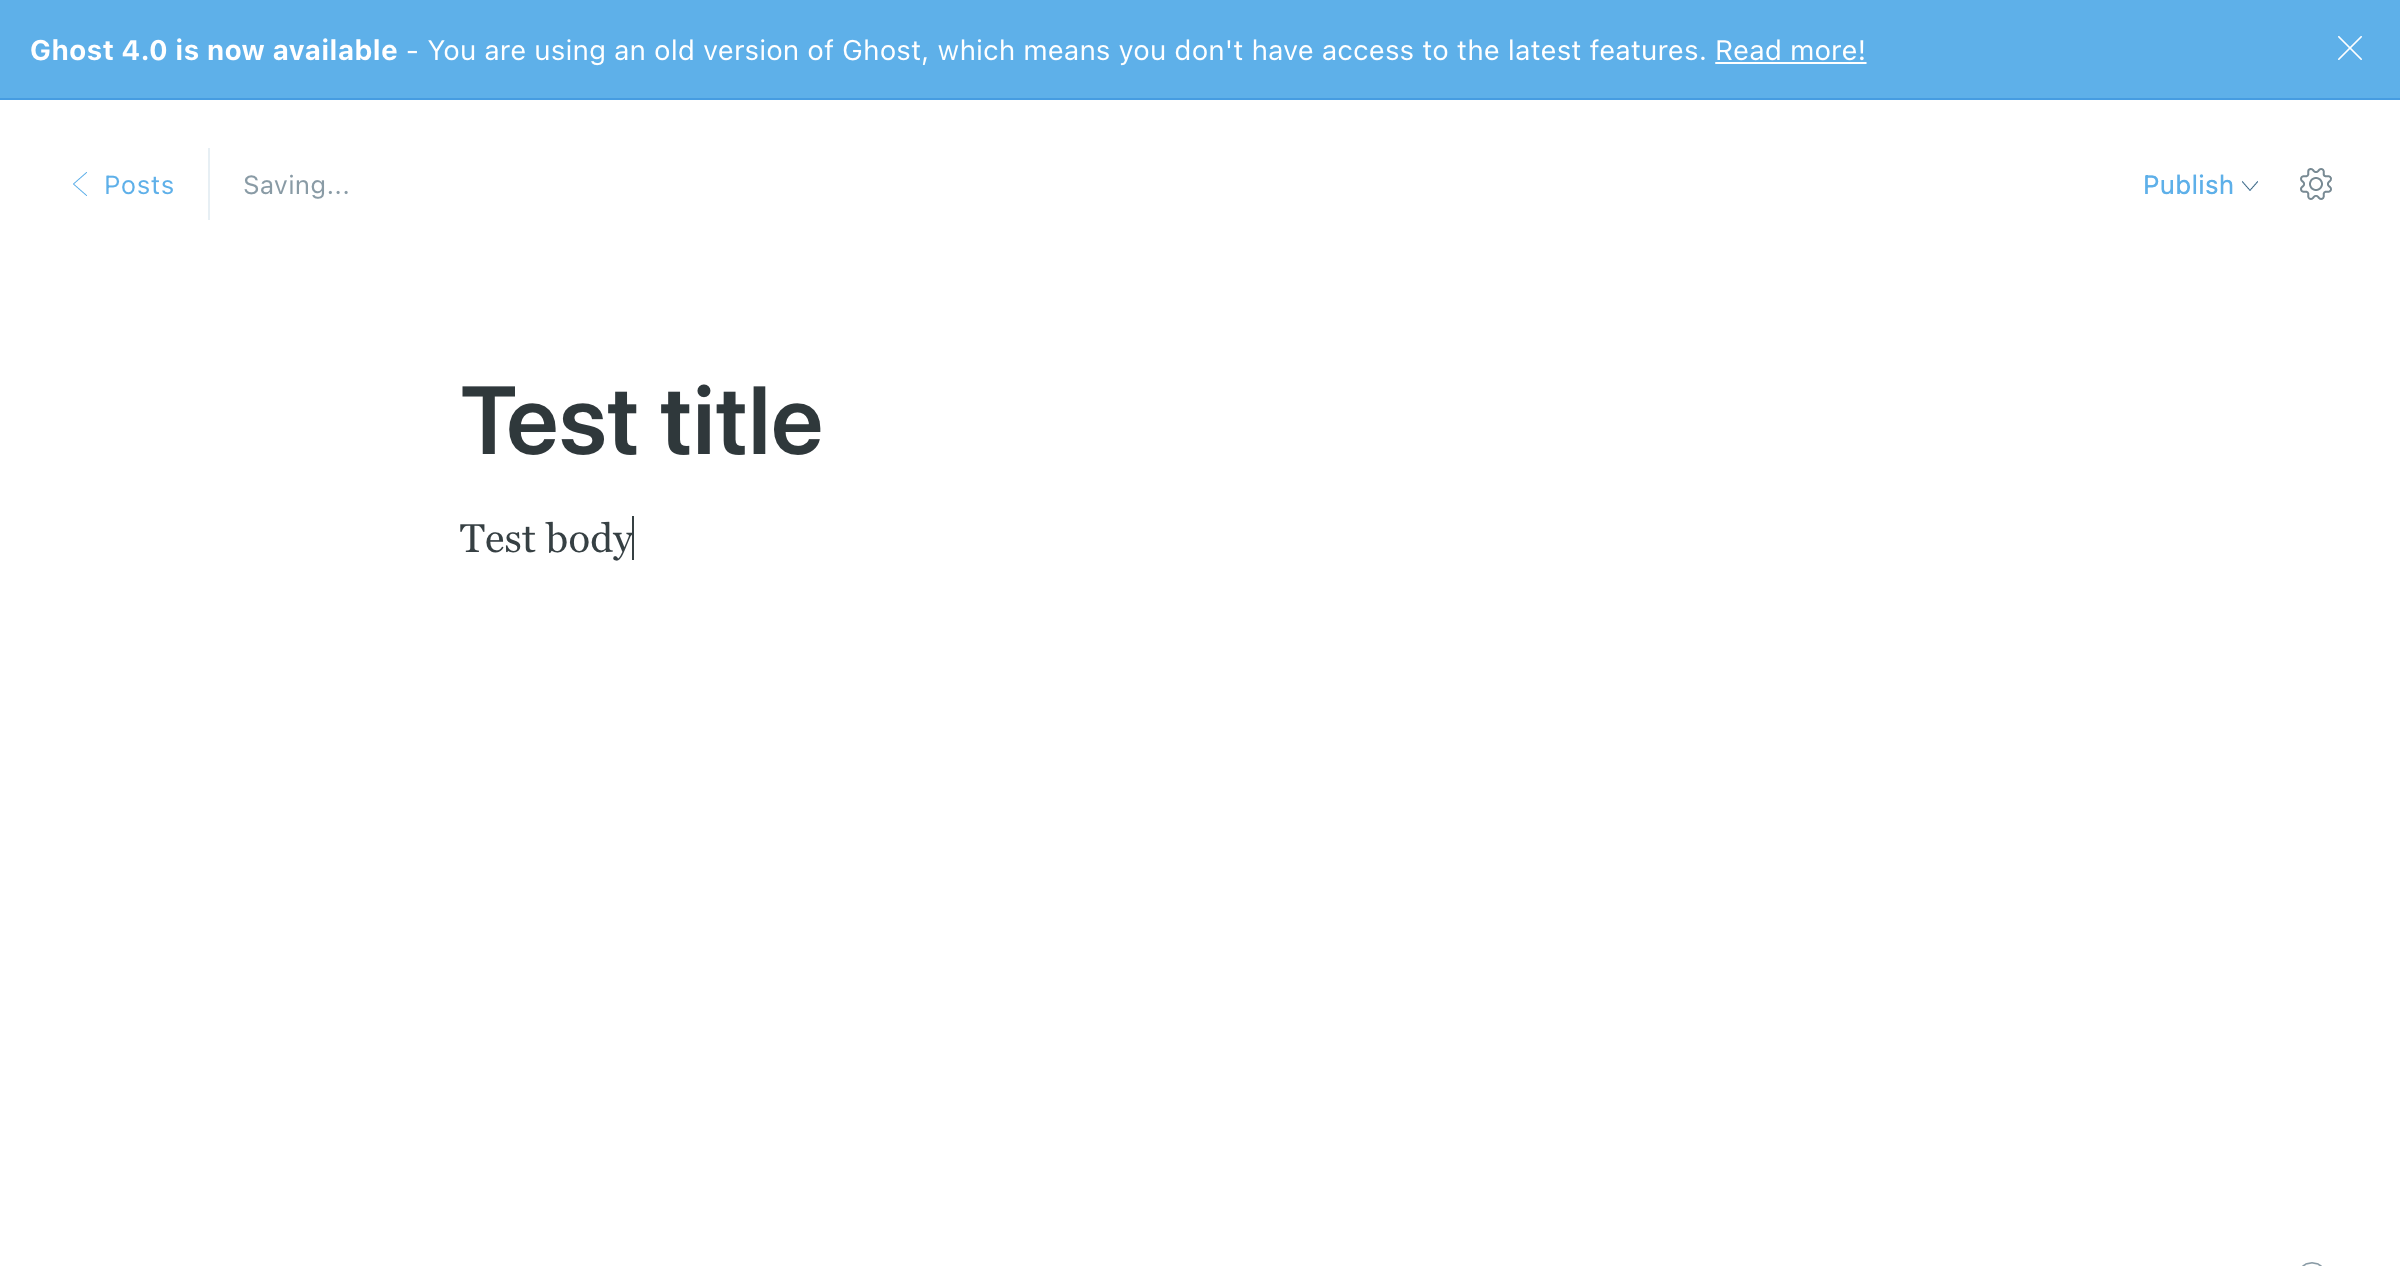 Ghost 4.0 is now available - You are using an old version of Ghost, which means you don't have access to the latest features. Read more!
Posts
Saving...
Publish
Test title
Test body